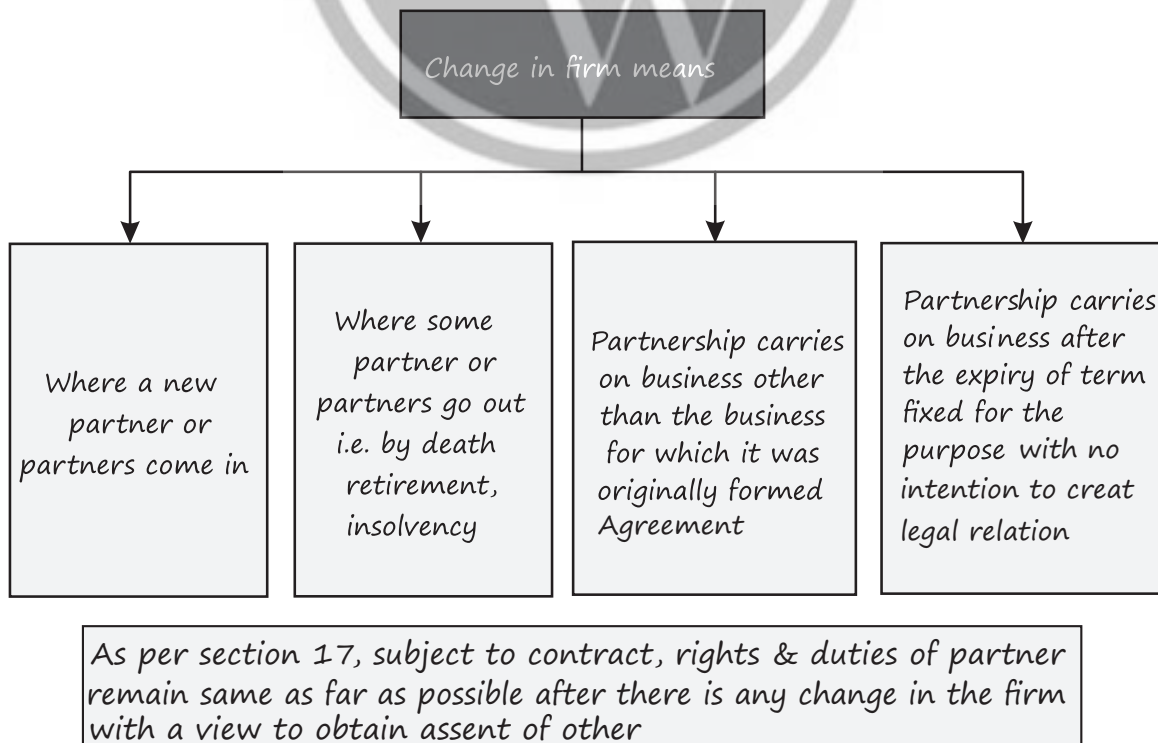 Change in firm means
Where a new
partner or
partners come in
Where some
partner or
partners go out
i.e. by death
retirement,
insolvency
Partnership carries
on business other
than the business
for which it was
originally formed
Agreement
Partnership carries
on business after
the expiry of term
fixed for the
purpose with no
intention to creat
legal relation
As per section 17, subject to contract, rights & duties of partner
remain same as far as possible after there is any change in the firm
with a view to obtain assent of other